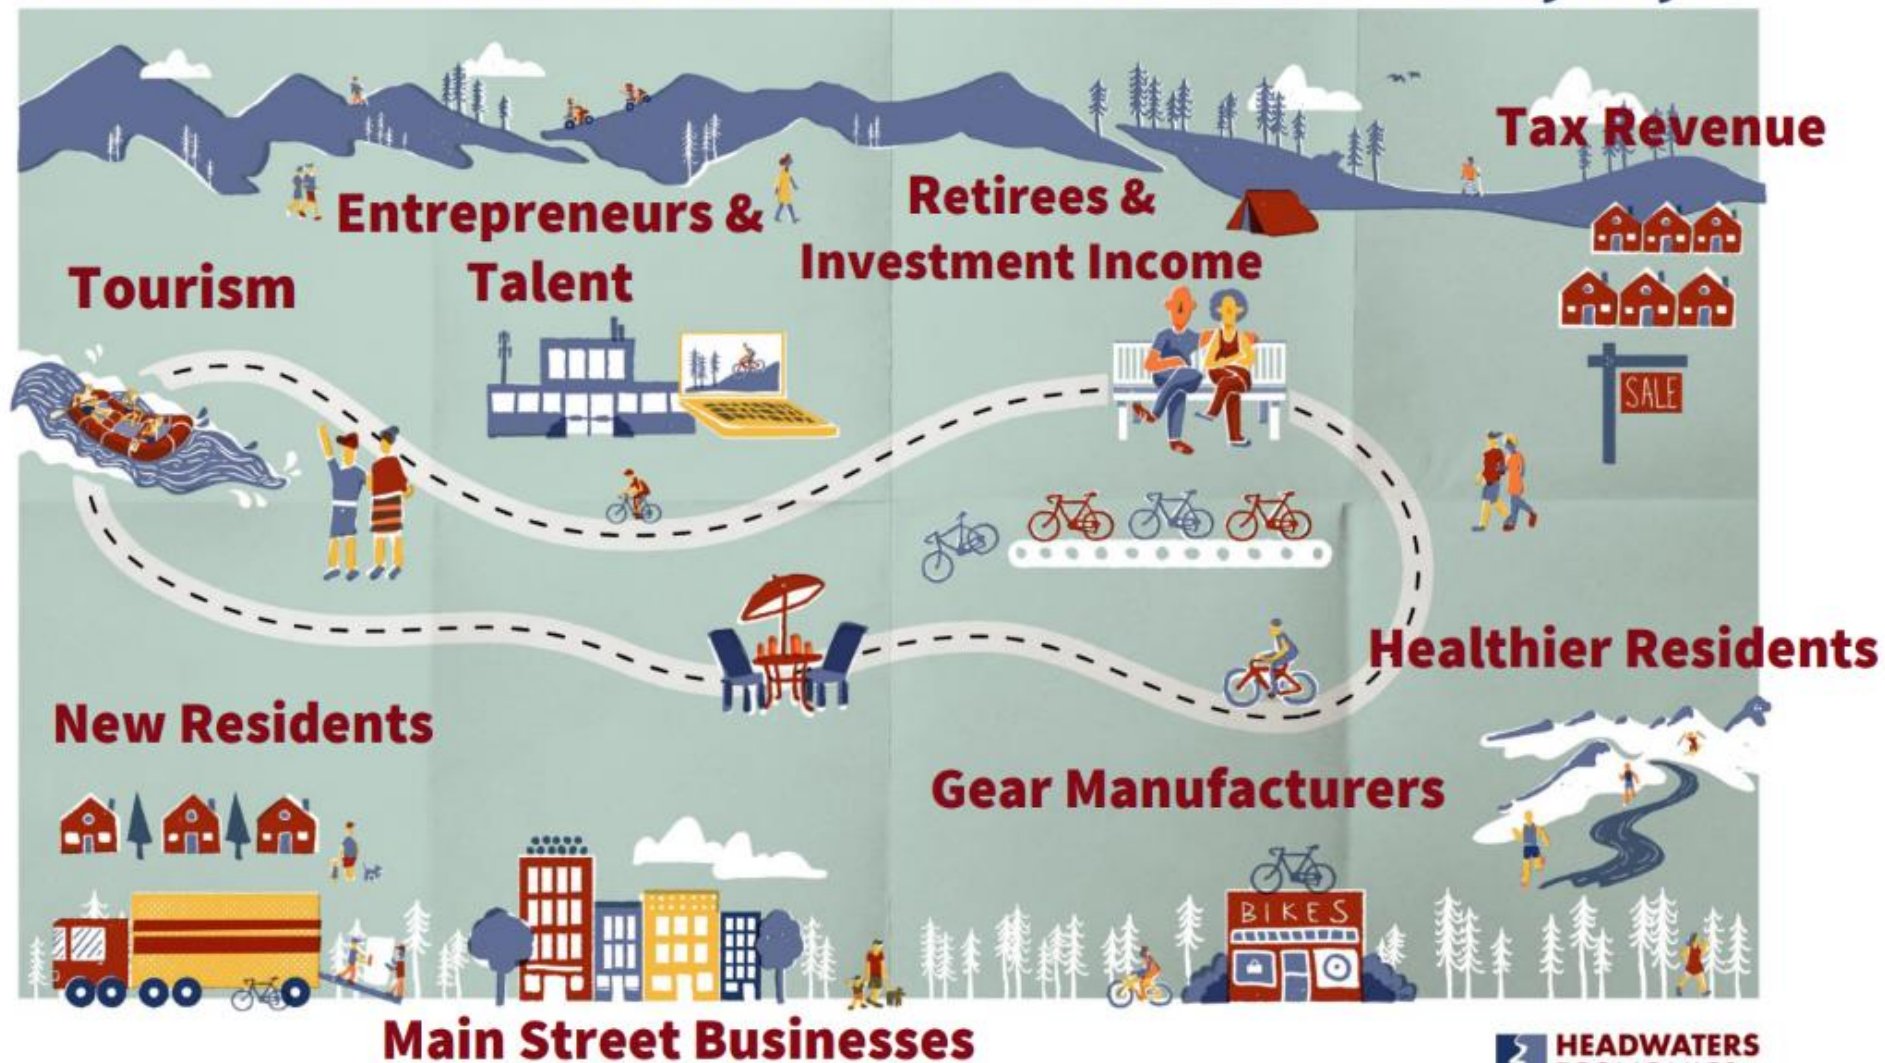 Tax Revenue
Entrepreneurs &
Talent
Retirees &
Investment Income
Tourism
SALE
Healthier Residents
New Residents
Gear Manufacturers
BIKES
Main Street Businesses
HEADWATERS